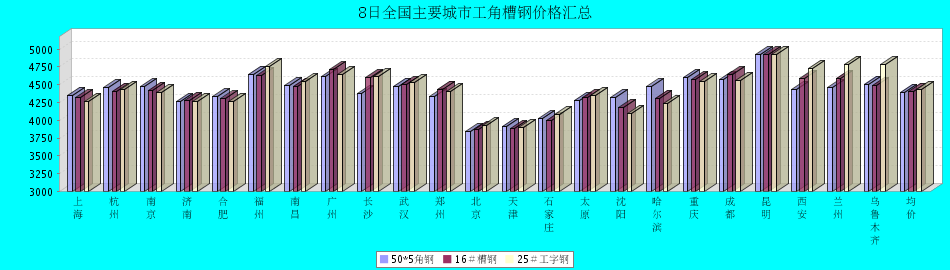 8日全国主要城市工角槽钢价格汇总
5000
4750
4500
4250
4000
3750
3500
3250
3000
上海
杭州
南京
济南
合肥
福州
南昌
广州
长沙
武汉
郑州
北京
天津
石家庄
太原
沈阳
哈尔滨
重庆
成都
昆明
西安
兰州
乌鲁木齐
均价
50*5角钢 16＃槽钢 25＃工字钢